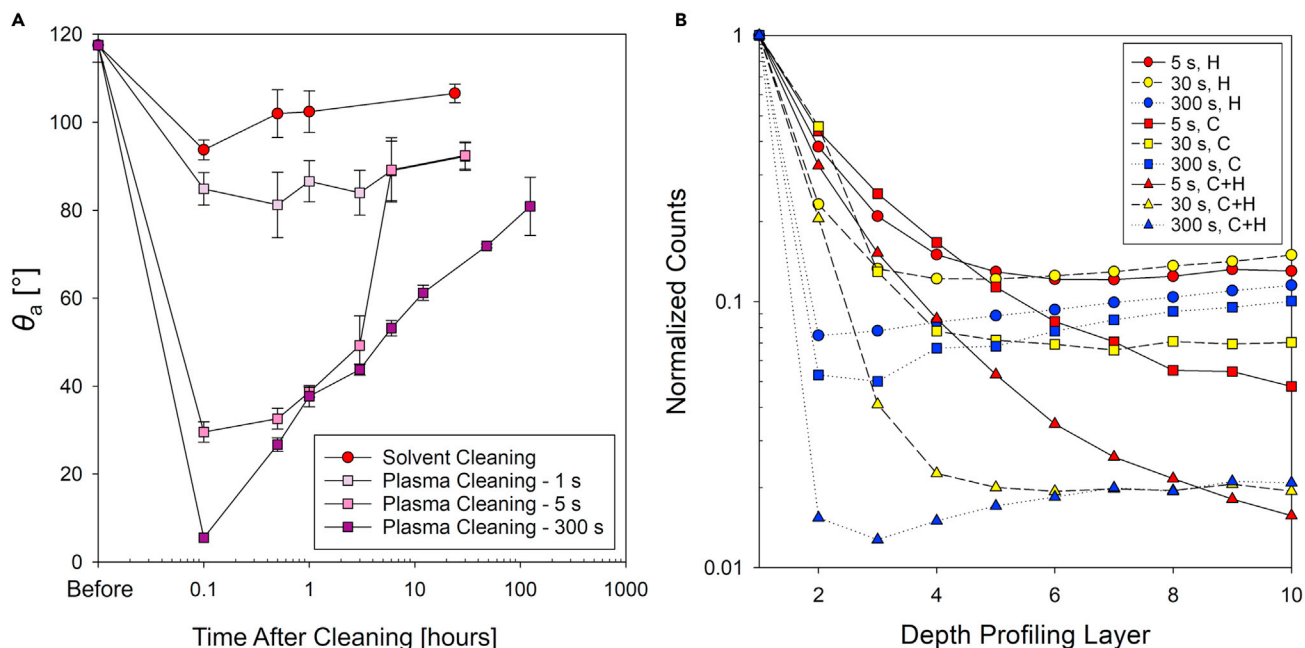 A
120
100
80
60
40
20
0
θa [°]
Before
0.1
1
10
100
1000
Time After Cleaning [hours]
Solvent Cleaning
Plasma Cleaning - 1 s
Plasma Cleaning - 5 s
Plasma Cleaning - 300 s
B
1
0.1
0.01
Normalized Counts
2
4
6
8
10
Depth Profiling Layer
5 s, H
30 s, H
300 s, H
5 s, C
30 s, C
300 s, C
5 s, C+H
30 s, C+H
300 s, C+H